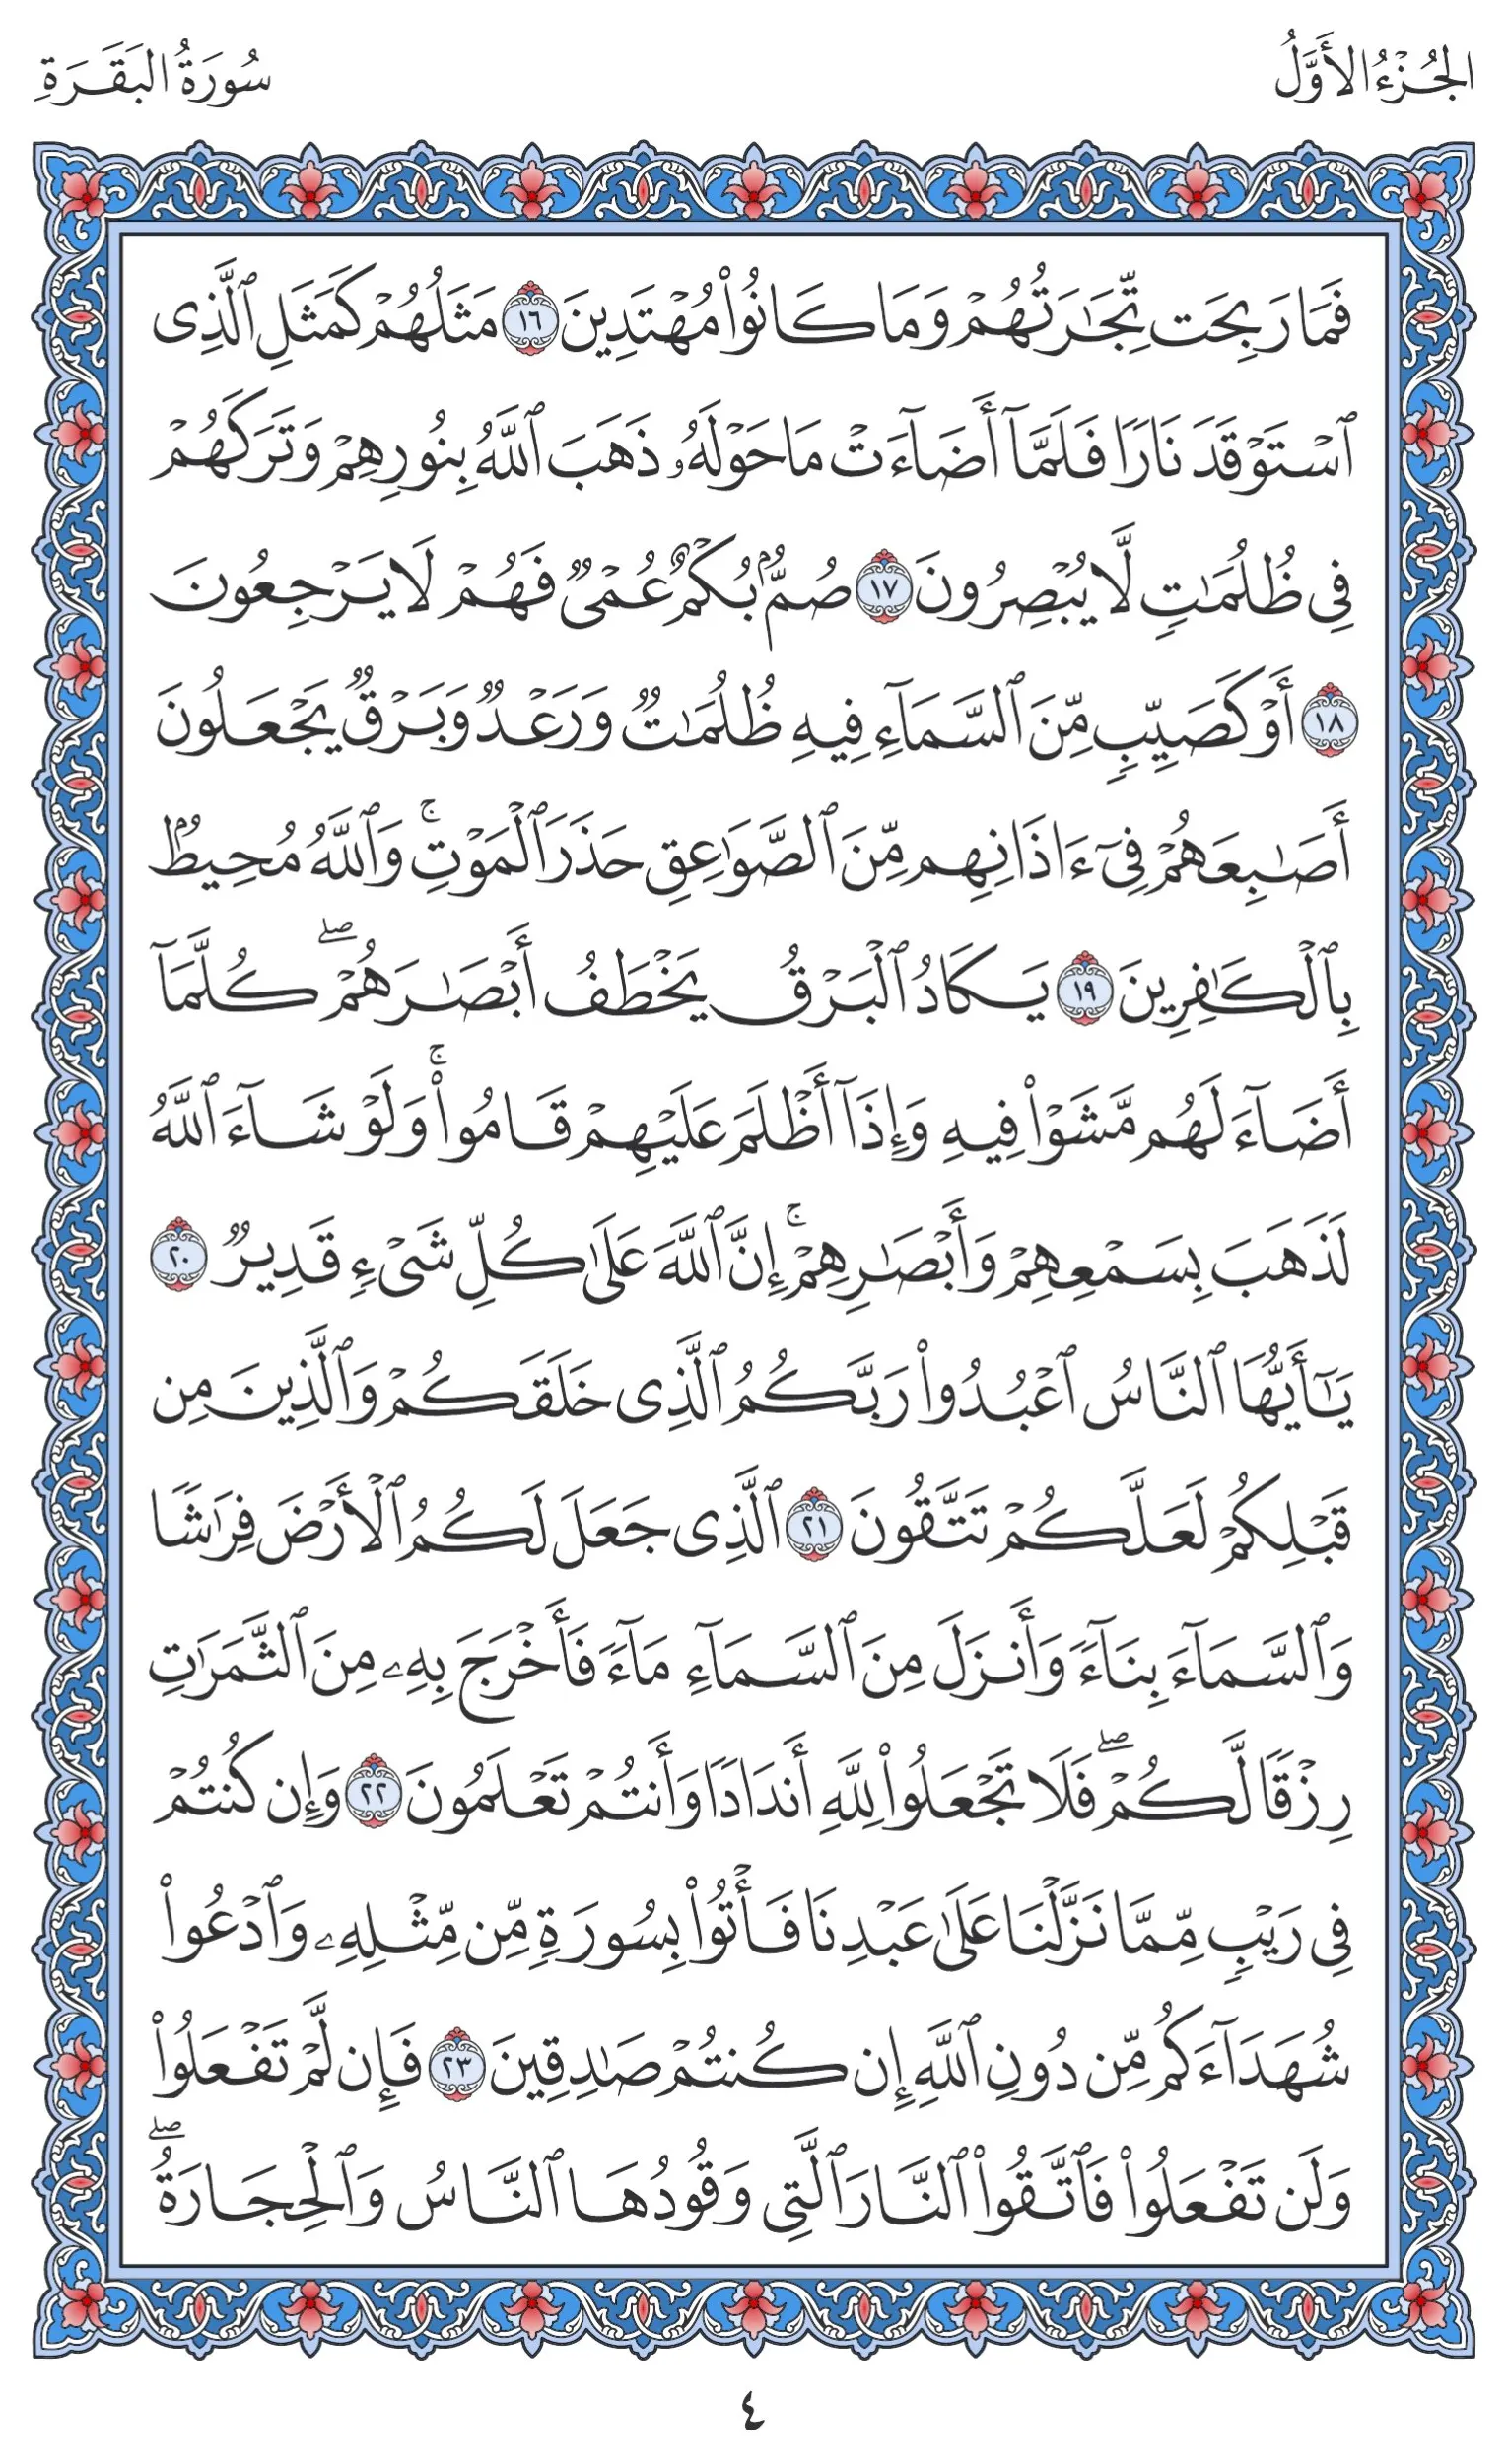 الجُزْءُ الأَوَّلُ
سُورَةُ البَقَرَةِ
فَمَا رَبِحَت تِّجَٰرَتُهُمْ وَمَا كَانُوا۟ مُهْتَدِينَ ١٦ مَثَلُهُمْ كَمَثَلِ ٱلَّذِى
ٱسْتَوْقَدَ نَارًا فَلَمَّآ أَضَآءَتْ مَا حَوْلَهُۥ ذَهَبَ ٱللَّهُ بِنُورِهِمْ وَتَرَكَهُمْ
فِى ظُلُمَٰتٍ لَّا يُبْصِرُونَ ١٧ صُمٌّۢ بُكْمٌ عُمْىٌ فَهُمْ لَا يَرْجِعُونَ
١٨ أَوْ كَصَيِّبٍ مِّنَ ٱلسَّمَآءِ فِيهِ ظُلُمَٰتٌ وَرَعْدٌ وَبَرْقٌ يَجْعَلُونَ
أَصَٰبِعَهُمْ فِىٓ ءَاذَانِهِم مِّنَ ٱلصَّوَٰعِقِ حَذَرَ ٱلْمَوْتِ ۚ وَٱللَّهُ مُحِيطٌۢ
بِٱلْكَٰفِرِينَ ١٩ يَكَادُ ٱلْبَرْقُ يَخْطَفُ أَبْصَٰرَهُمْ ۖ كُلَّمَآ
أَضَآءَ لَهُم مَّشَوْا۟ فِيهِ وَإِذَآ أَظْلَمَ عَلَيْهِمْ قَامُوا۟ ۚ وَلَوْ شَآءَ ٱللَّهُ
لَذَهَبَ بِسَمْعِهِمْ وَأَبْصَٰرِهِمْ ۚ إِنَّ ٱللَّهَ عَلَىٰ كُلِّ شَىْءٍ قَدِيرٌ ٢٠
يَٰٓأَيُّهَا ٱلنَّاسُ ٱعْبُدُوا۟ رَبَّكُمُ ٱلَّذِى خَلَقَكُمْ وَٱلَّذِينَ مِن
قَبْلِكُمْ لَعَلَّكُمْ تَتَّقُونَ ٢١ ٱلَّذِى جَعَلَ لَكُمُ ٱلْأَرْضَ فِرَٰشًا
وَٱلسَّمَآءَ بِنَآءً وَأَنزَلَ مِنَ ٱلسَّمَآءِ مَآءً فَأَخْرَجَ بِهِۦ مِنَ ٱلثَّمَرَٰتِ
رِزْقًا لَّكُمْ ۖ فَلَا تَجْعَلُوا۟ لِلَّهِ أَندَادًا وَأَنتُمْ تَعْلَمُونَ ٢٢ وَإِن كُنتُمْ
فِى رَيْبٍ مِّمَّا نَزَّلْنَا عَلَىٰ عَبْدِنَا فَأْتُوا۟ بِسُورَةٍ مِّن مِّثْلِهِۦ وَٱدْعُوا۟
شُهَدَآءَكُم مِّن دُونِ ٱللَّهِ إِن كُنتُمْ صَٰدِقِينَ ٢٣ فَإِن لَّمْ تَفْعَلُوا۟
وَلَن تَفْعَلُوا۟ فَٱتَّقُوا۟ ٱلنَّارَ ٱلَّتِى وَقُودُهَا ٱلنَّاسُ وَٱلْحِجَارَةُ ۖ
٤